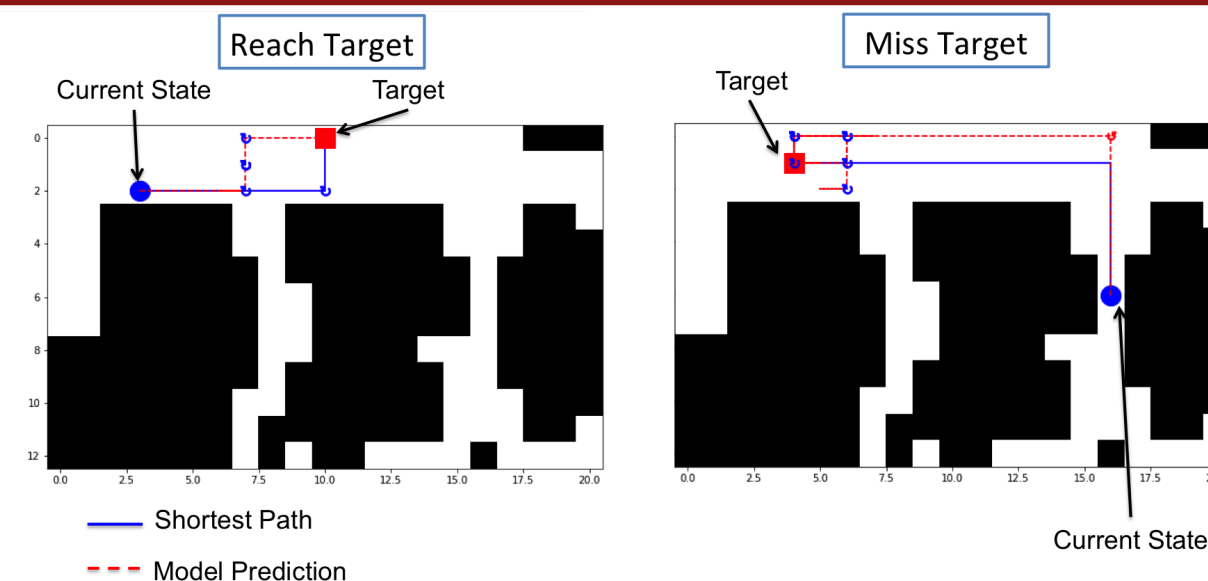 Reach Target
Miss Target
Current State
Target
Target
0
2
4
6
8
10
12
0.0 2.5 5.0 7.5 10.0 12.5 15.0 17.5 20.0
0.0 2.5 5.0 7.5 10.0 12.5 15.0 17.5
Shortest Path
Model Prediction
Current State